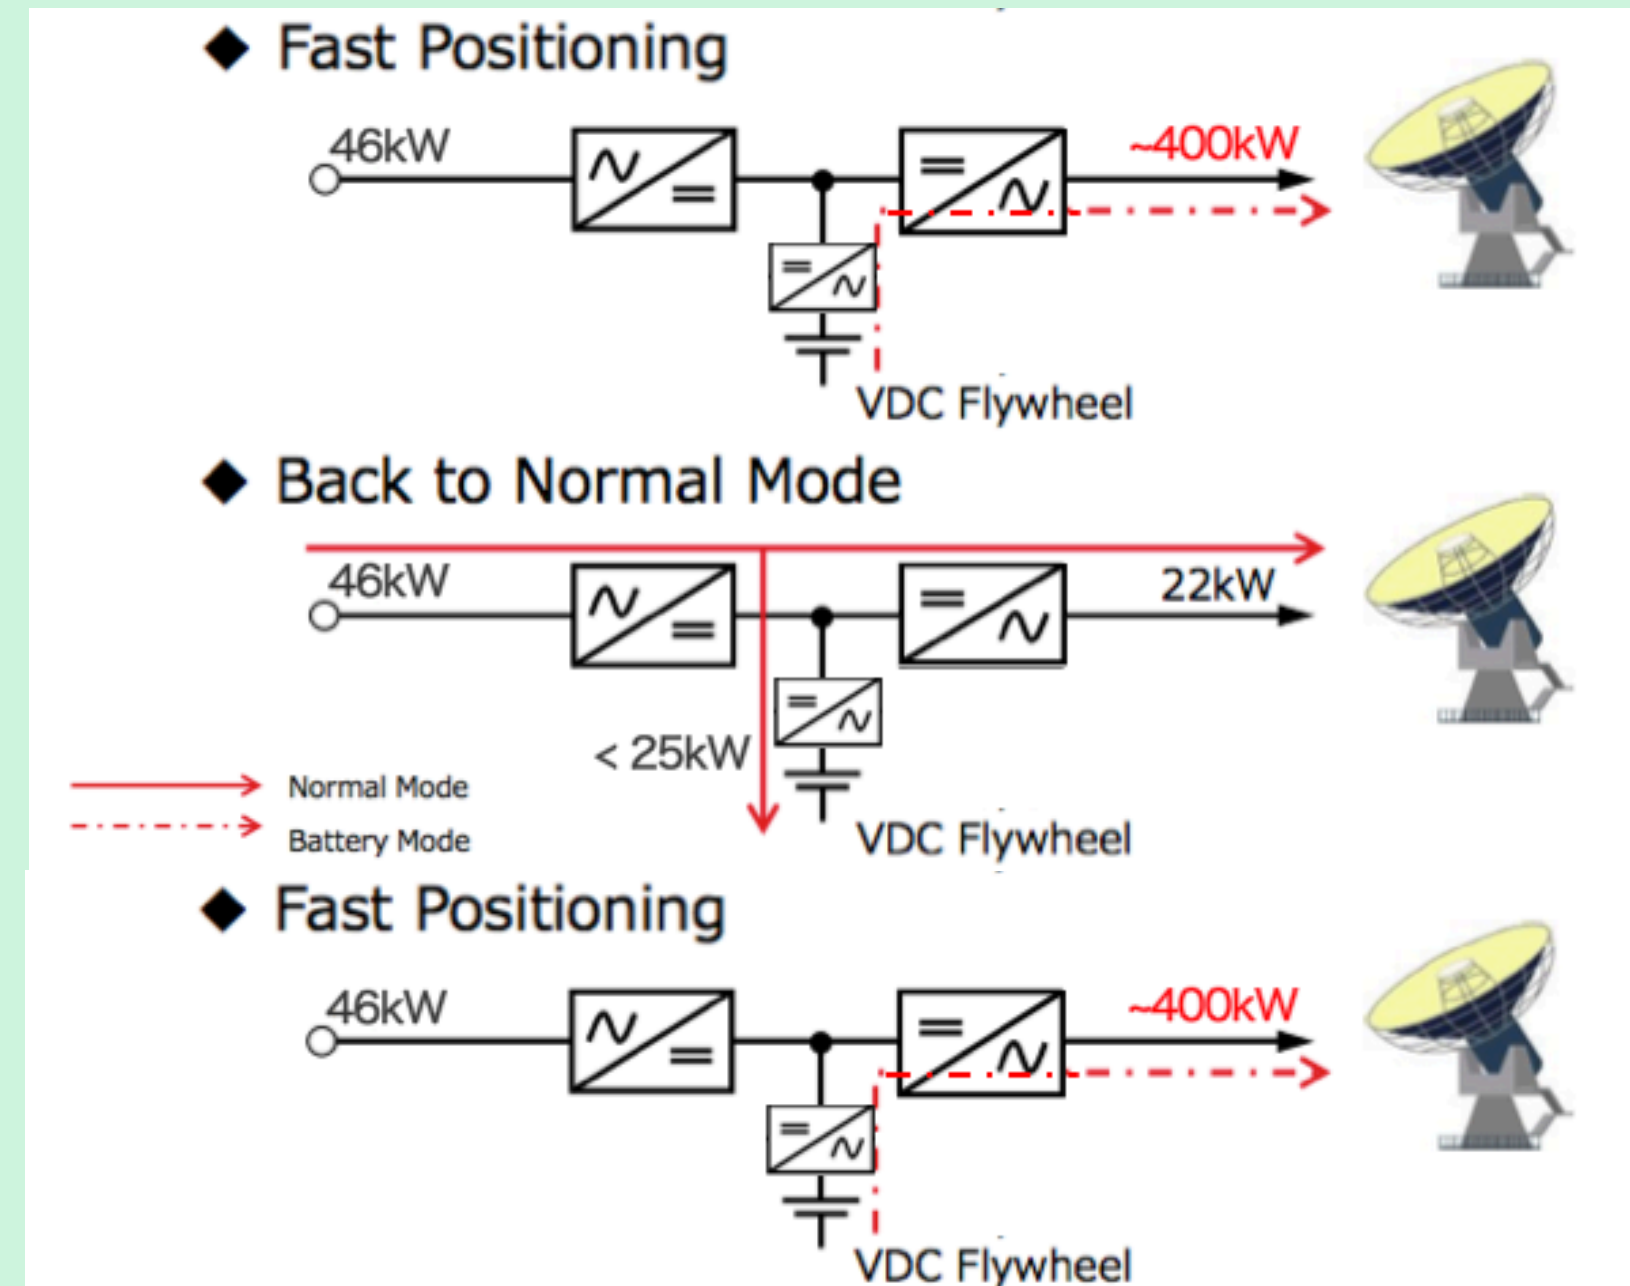 ◆ Fast Positioning
46kW
~400kW
VDC Flywheel
◆ Back to Normal Mode
46kW
22kW
< 25kW
Normal Mode
Battery Mode
VDC Flywheel
◆ Fast Positioning
46kW
~400kW
VDC Flywheel